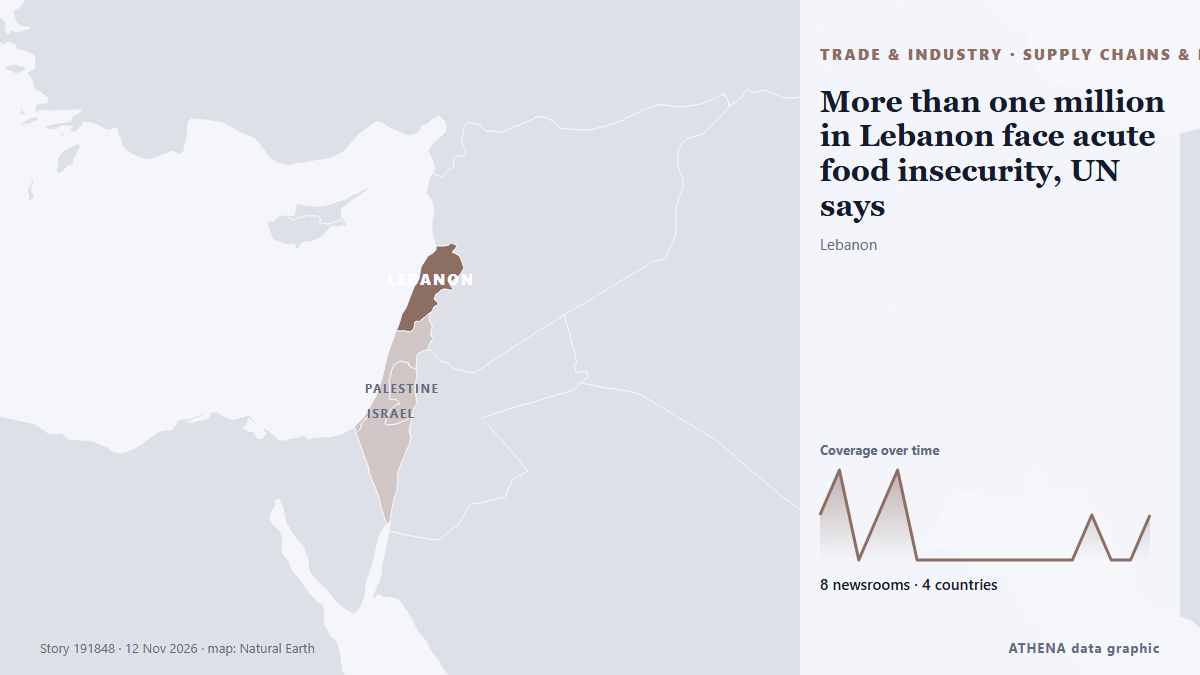 TRADE & INDUSTRY · SUPPLY CHAINS &
More than one million
in Lebanon face acute
food insecurity, UN
says
Lebanon
LEBANON
PALESTINE
ISRAEL
Coverage over time
8 newsrooms · 4 countries
Story 191848 · 12 Nov 2026 · map: Natural Earth
ATHENA data graphic